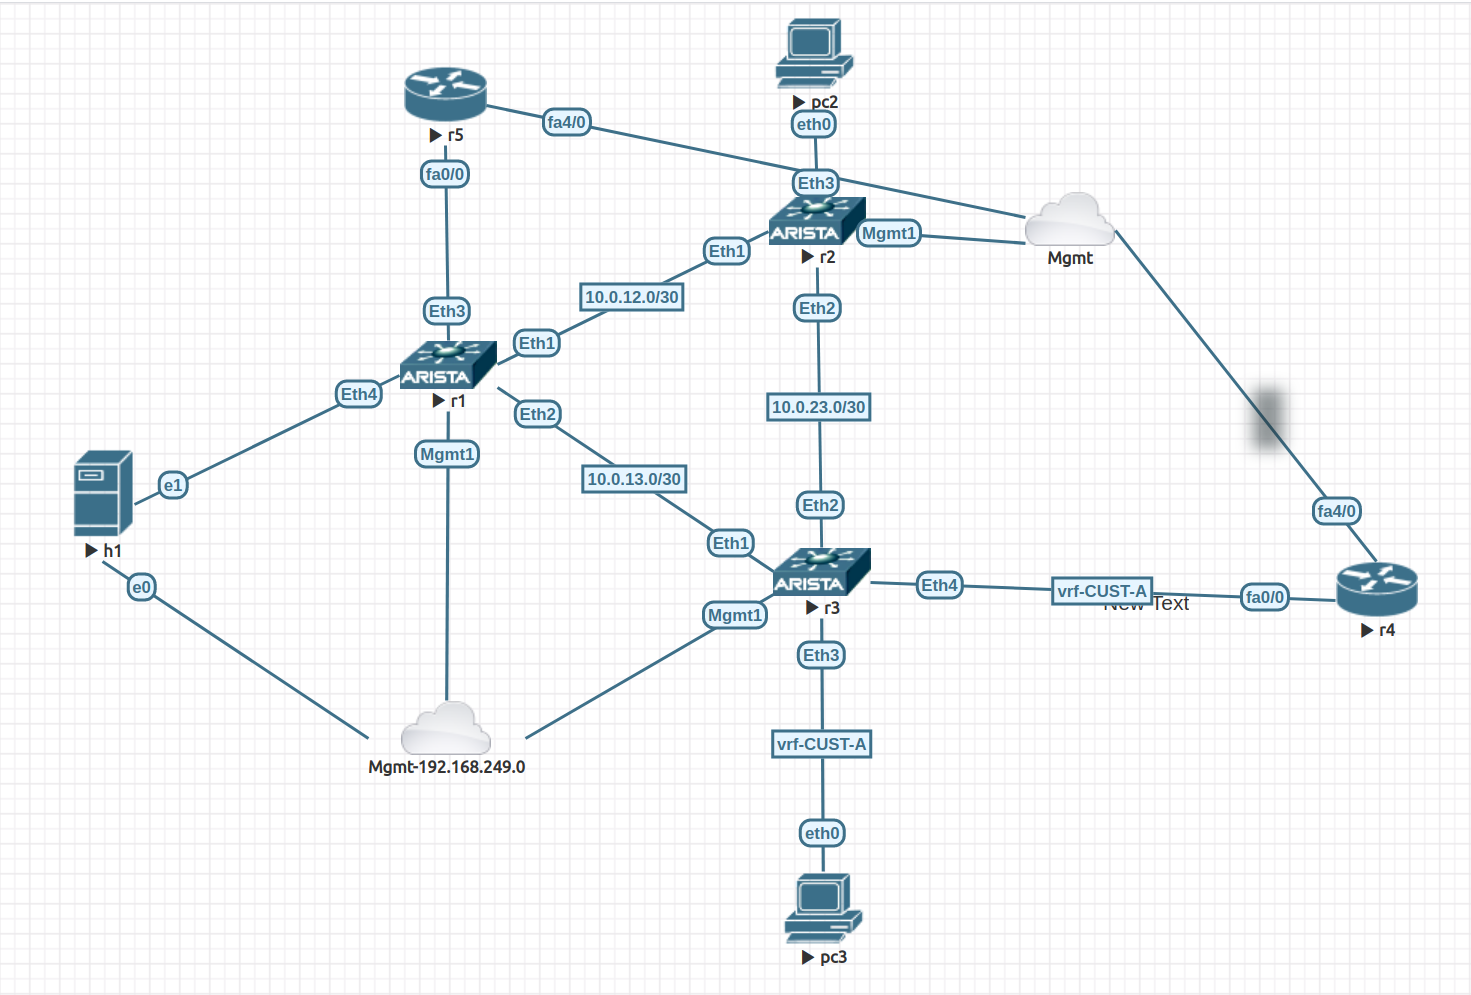 pc2
eth0
r5
fa4/0
fa0/0
Eth3
ARISTA
Mgmt1
r2
Mgmt
Eth1
10.0.12.0/30
Eth2
Eth3
Eth1
ARISTA
r1
Eth4
Eth2
10.0.23.0/30
Mgmt1
10.0.13.0/30
e1
Eth2
fa4/0
h1
Eth1
e0
ARISTA
r3
Eth4
vrf-CUST-A
New Text
fa0/0
r4
Mgmt1
Eth3
vrf-CUST-A
Mgmt-192.168.249.0
eth0
pc3